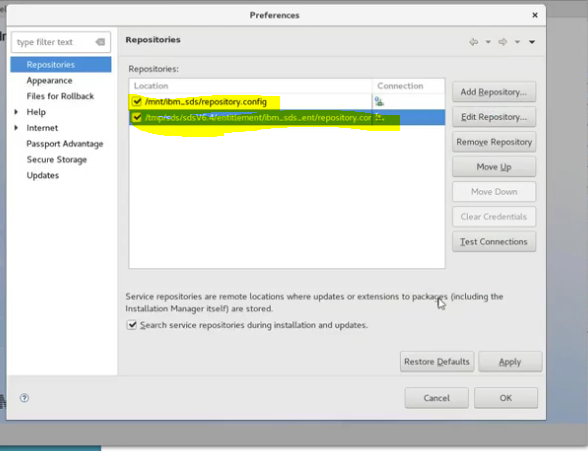 Preferences
type filter text
Repositories
Appearance
Files for Rollback
Help
Internet
Passport Advantage
Secure Storage
Updates
Repositories
Repositories:
Location Connection
/mnt/ibm_sds/repository.config
/tmp/sds/sdsV6.4/entitlement/ibm_sds_ent/repository.cor
Add Repository...
Edit Repository...
Remove Repository
Move Up
Move Down
Clear Credentials
Test Connections
Service repositories are remote locations where updates or extensions to packages (including the
Installation Manager itself) are stored.
Search service repositories during installation and updates.
Restore Defaults
Apply
Cancel
OK